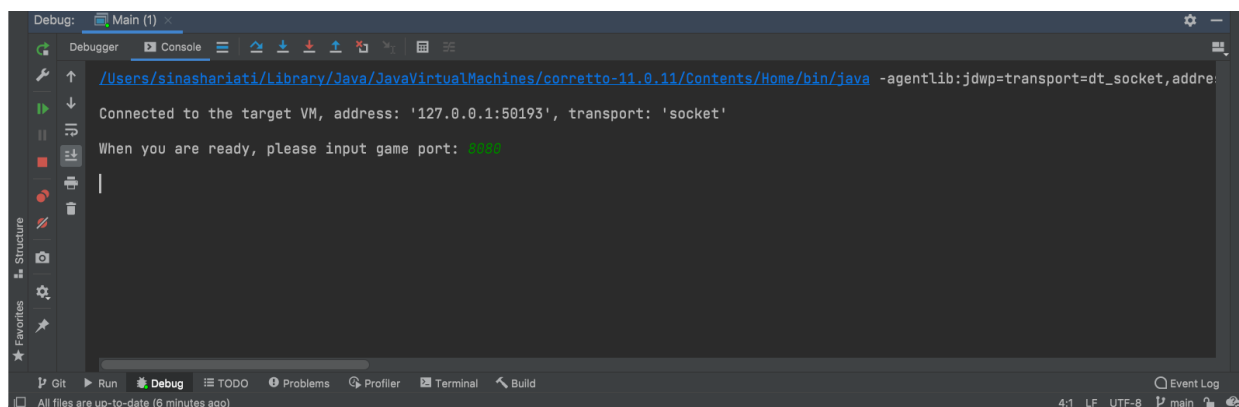 Debug: Main (1)
Debugger Console
/Users/sinashariati/Library/Java/JavaVirtualMachines/corretto-11.0.11/Contents/Home/bin/java -agentlib:jdwp=transport=dt_socket,addre
Connected to the target VM, address: '127.0.0.1:50193', transport: 'socket'
When you are ready, please input game port: 8080
Structure
Favorites
Git Run Debug TODO Problems Profiler Terminal Build Event Log
All files are up-to-date (6 minutes ago) 4:1 LF UTF-8 main